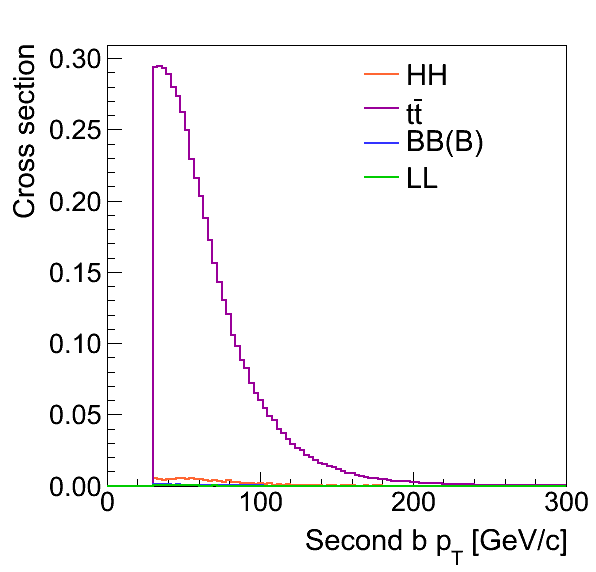 Cross section
0.30
0.25
0.20
0.15
0.10
0.05
0.00
HH
tt̄
BB(B)
LL
0 100 200 300
Second b p_T [GeV/c]